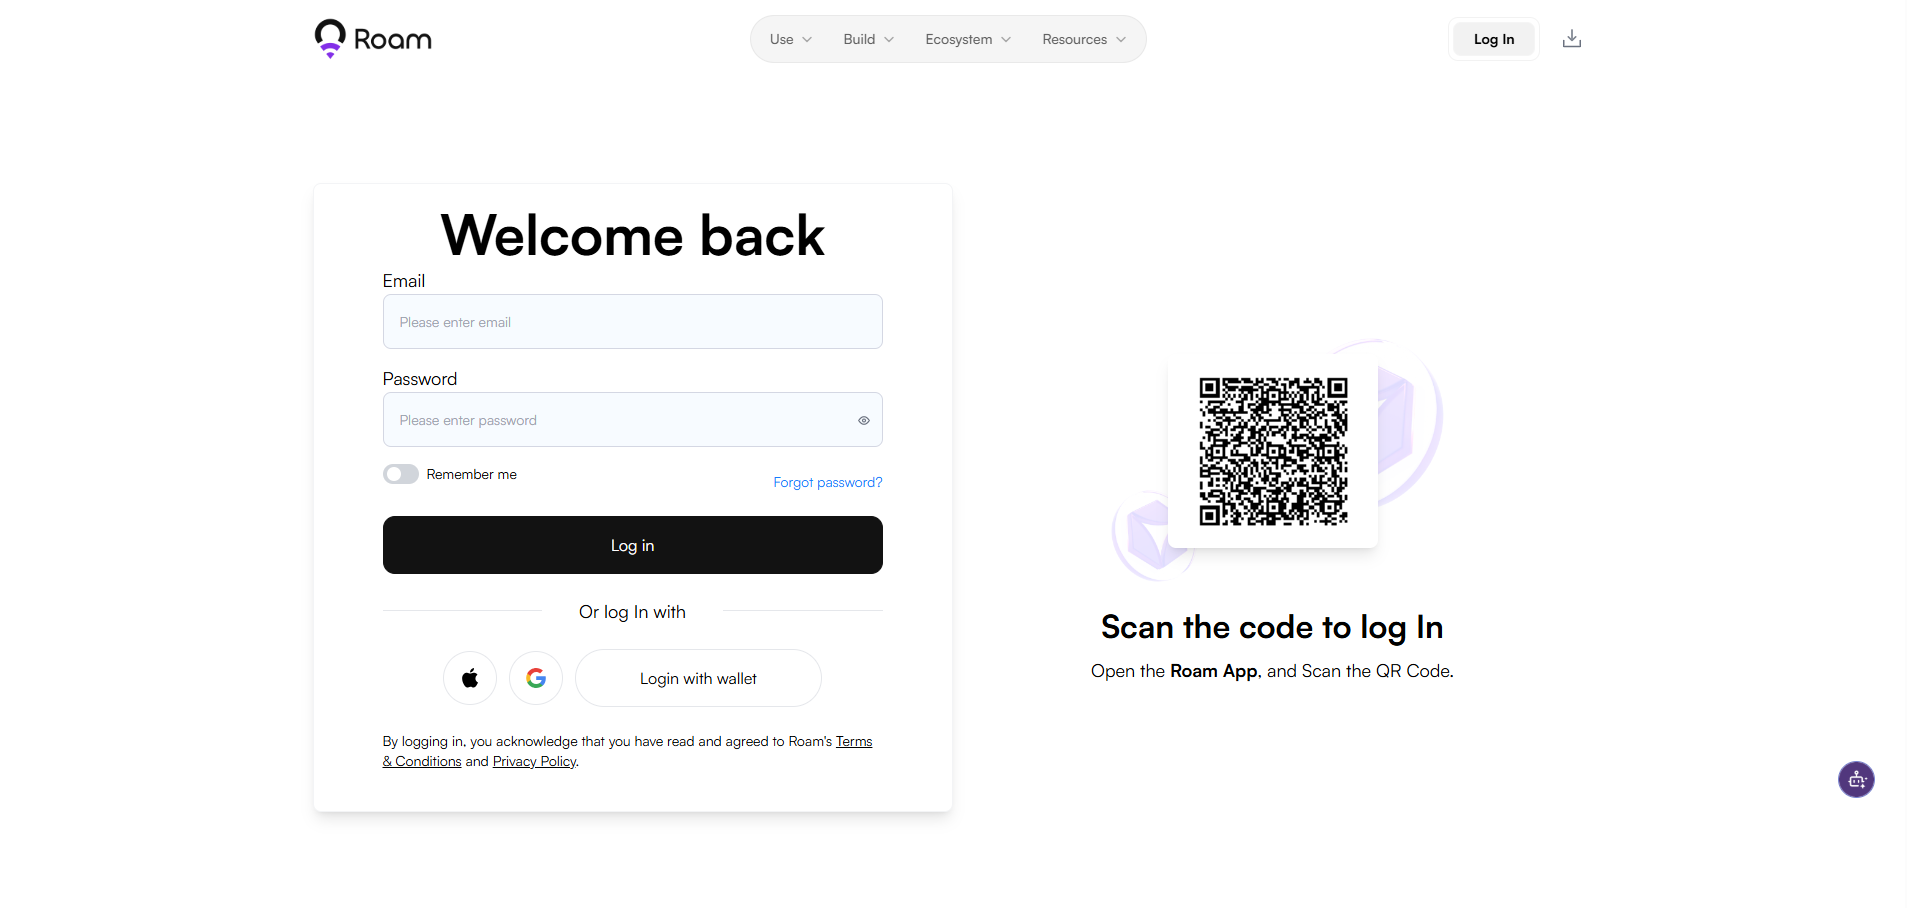 Roam
Use
Build
Ecosystem
Resources
Log In
Welcome back
Email
Please enter email
Password
Please enter password
Remember me
Forgot password?
Log in
Or log In with
Login with wallet
By logging in, you acknowledge that you have read and agreed to Roam's Terms
& Conditions and Privacy Policy.
Scan the code to log In
Open the Roam App, and Scan the QR Code.